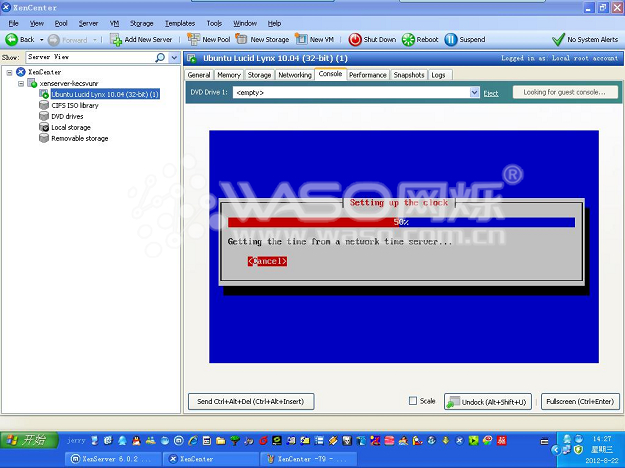 XenCenter
File View Pool Server VM Storage Templates Tools Window Help
Back Forward Add New Server New Pool New Storage New VM Shut Down Reboot Suspend No System Alerts
Show: Server View
Ubuntu Lucid Lynx 10.04 (32-bit) (1) Logged in as: Local root account
XenCenter
xenserver-kecsvunr
Ubuntu Lucid Lynx 10.04 (32-bit) (1)
CIFS ISO library
DVD drives
Local storage
Removable storage
General Memory Storage Networking Console Performance Snapshots Logs
DVD Drive 1: <empty> Eject Looking for guest console...
WASO网烁®
www.waso.com.cn
Setting up the clock
50%
Getting the time from a network time server...
<Cancel>
Send Ctrl+Alt+Del (Ctrl+Alt+Insert) Scale Undock (Alt+Shift+U) Fullscreen (Ctrl+Enter)
开始 jerry 14:27
星期三
XenServer 6.0.2 ... XenCenter XenCenter -T9 - ... 2012-8-22